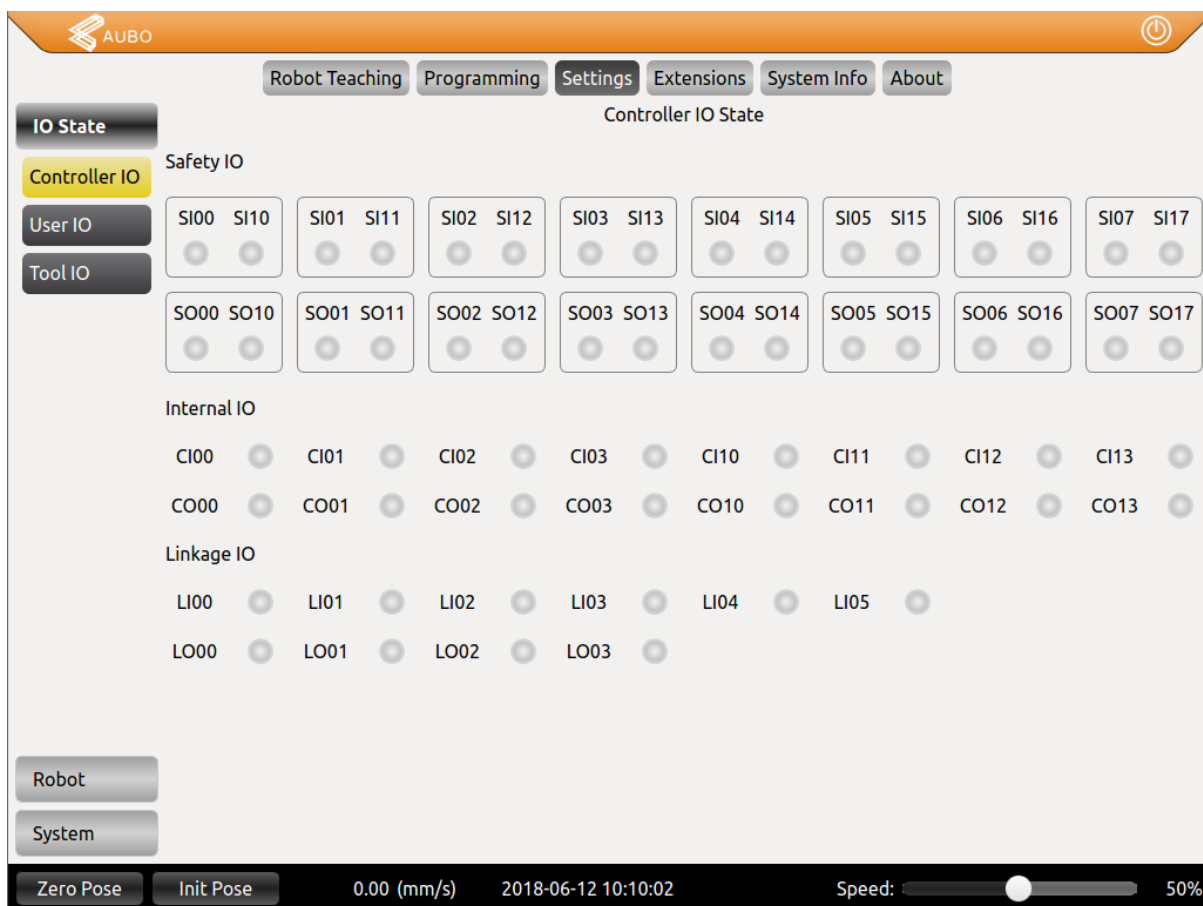 AUBO
Robot Teaching Programming Settings Extensions System Info About
Controller IO State
IO State
Controller IO
User IO
Tool IO
Safety IO
SI00 SI10 SI01 SI11 SI02 SI12 SI03 SI13 SI04 SI14 SI05 SI15 SI06 SI16 SI07 SI17
SO00 SO10 SO01 SO11 SO02 SO12 SO03 SO13 SO04 SO14 SO05 SO15 SO06 SO16 SO07 SO17
Internal IO
CI00 CI01 CI02 CI03 CI10 CI11 CI12 CI13
CO00 CO01 CO02 CO03 CO10 CO11 CO12 CO13
Linkage IO
LI00 LI01 LI02 LI03 LI04 LI05
LO00 LO01 LO02 LO03
Robot
System
Zero Pose Init Pose 0.00 (mm/s) 2018-06-12 10:10:02 Speed: 50%